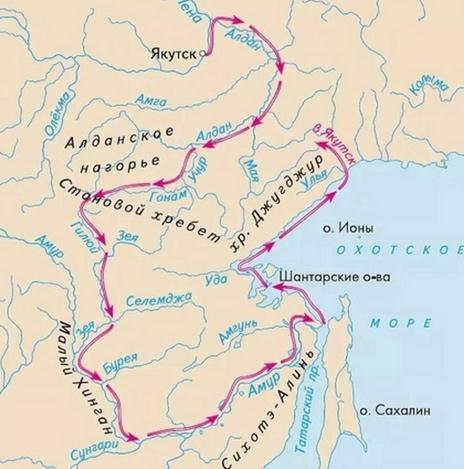 Лена
Алдан
Якутск
Колыма
Амга
Олёкма
Алдан
Алданское
нагорье
Учур
Мая
в Якутск
Гонам
Становой хребет
хр. Джугджур
Улья
о. Ионы
ОХОТСКОЕ
МОРЕ
Амур
Тилюй
Зея
Уда
Шантарские о-ва
Селемджа
Зея
Амгунь
Малый Хинган
Бурея
Амур
Сихотэ-Алинь
Татарский пр.
о. Сахалин
Сунгари